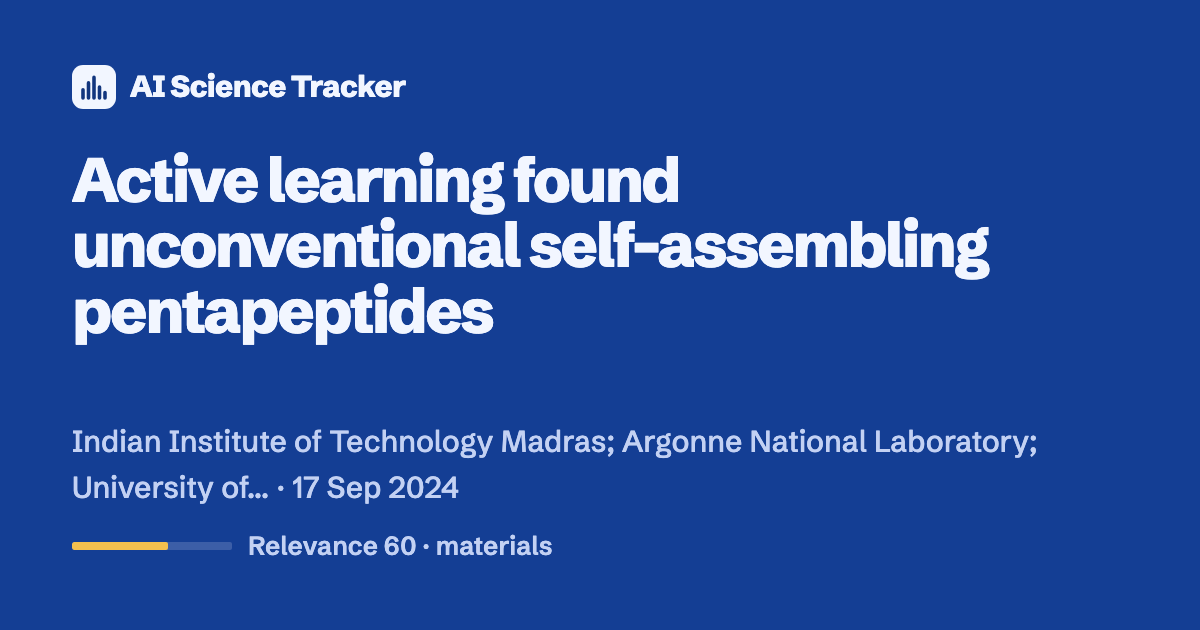 AI Science Tracker
Active learning found
unconventional self-assembling
pentapeptides
Indian Institute of Technology Madras; Argonne National Laboratory;
University of... · 17 Sep 2024
Relevance 60 · materials